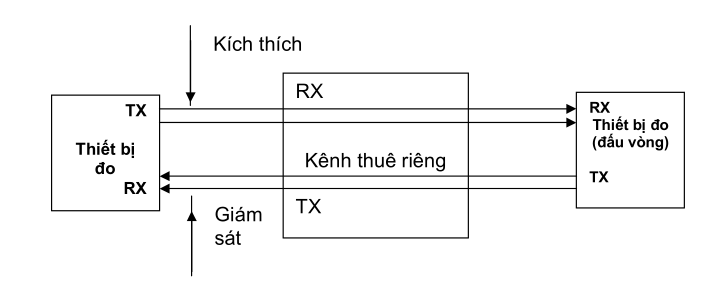 Kích thích
RX
TX
Thiết bị
đo
RX
Kênh thuê riêng
TX
Giám
sát
RX
Thiết bị đo
(đấu vòng)
TX